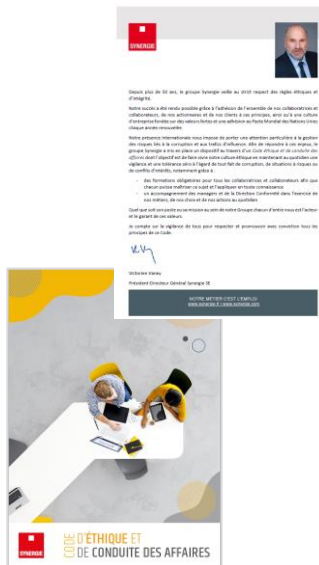 SYNERGIE
Depuis plus de 50 ans, le groupe Synergie veille au strict respect des règles éthiques et
d'intégrité.
Notre succès a été rendu possible grâce à l'adhésion de l'ensemble de nos collaboratrices et
collaborateurs, de nos actionnaires et de nos clients à ces principes, ainsi qu'à une culture
d'entreprise fondée sur des valeurs fortes et une adhésion au Pacte Mondial des Nations Unies
chaque année renouvelée.
Notre présence internationale nous impose de porter une attention particulière à la gestion
des risques liés à la corruption et aux trafics d'influence. Afin de répondre à ces enjeux, le
groupe Synergie a mis en place un dispositif au travers d'un Code éthique et de conduite des
affaires dont l'objectif est de faire vivre notre culture éthique en maintenant au quotidien une
vigilance et une tolérance zéro à l'égard de tout fait de corruption, de situations à risques ou
de conflits d'intérêts, notamment grâce à :
- des formations obligatoires pour tous les collaboratrices et collaborateurs afin que
chacun puisse maîtriser ce sujet et l'appliquer en toute connaissance
- un accompagnement des managers et de la Direction Conformité dans l'exercice de
nos métiers, de nos choix et de nos actions au quotidien
Quel que soit son poste ou sa mission au sein de notre Groupe chacun d'entre nous est l'acteur
et le garant de ces valeurs.
Je compte sur la vigilance de tous pour respecter et promouvoir avec conviction tous les
principes de ce Code.
Victorien Vaney
Président Directeur Général Synergie SE
NOTRE METIER C'EST L'EMPLOI
www.synergie.fr | www.synergie.com
SYNERGIE
CODE D'ÉTHIQUE ET
DE CONDUITE DES AFFAIRES